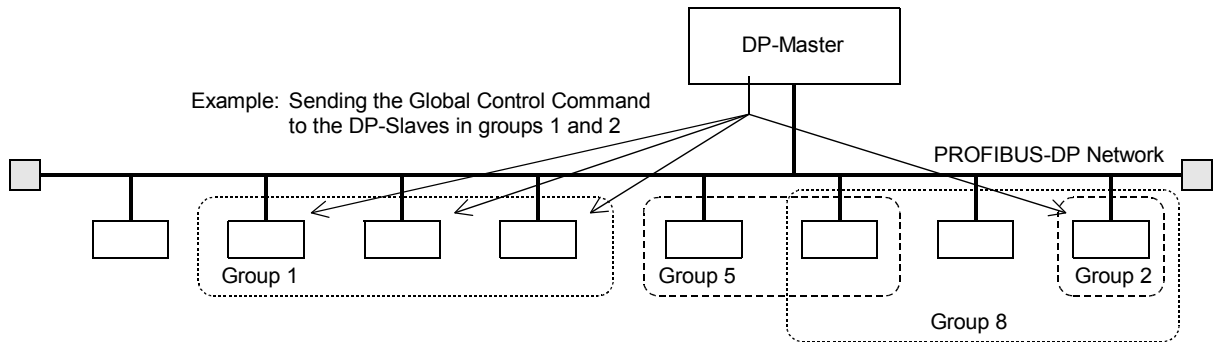 DP-Master
Example: Sending the Global Control Command
to the DP-Slaves in groups 1 and 2
PROFIBUS-DP Network
Group 1
Group 5
Group 2
Group 8